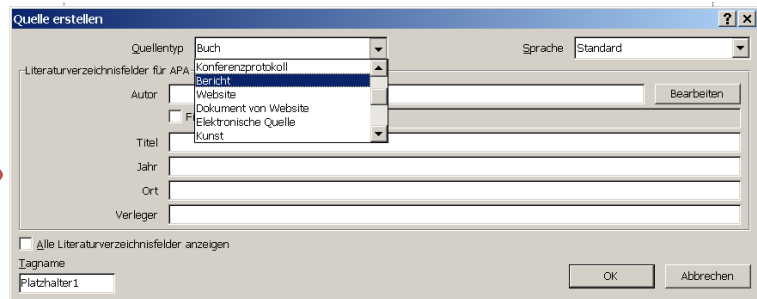 Quelle erstellen
Quellentyp Buch Sprache Standard
Konferenzprotokoll
Literaturverzeichnisfelder für APA
Bericht
Website
Autor Bearbeiten
Dokument von Website
Elektronische Quelle
Kunst
Titel
Jahr
Ort
Verleger
Alle Literaturverzeichnisfelder anzeigen
Tagname
Platzhalter1
OK Abbrechen